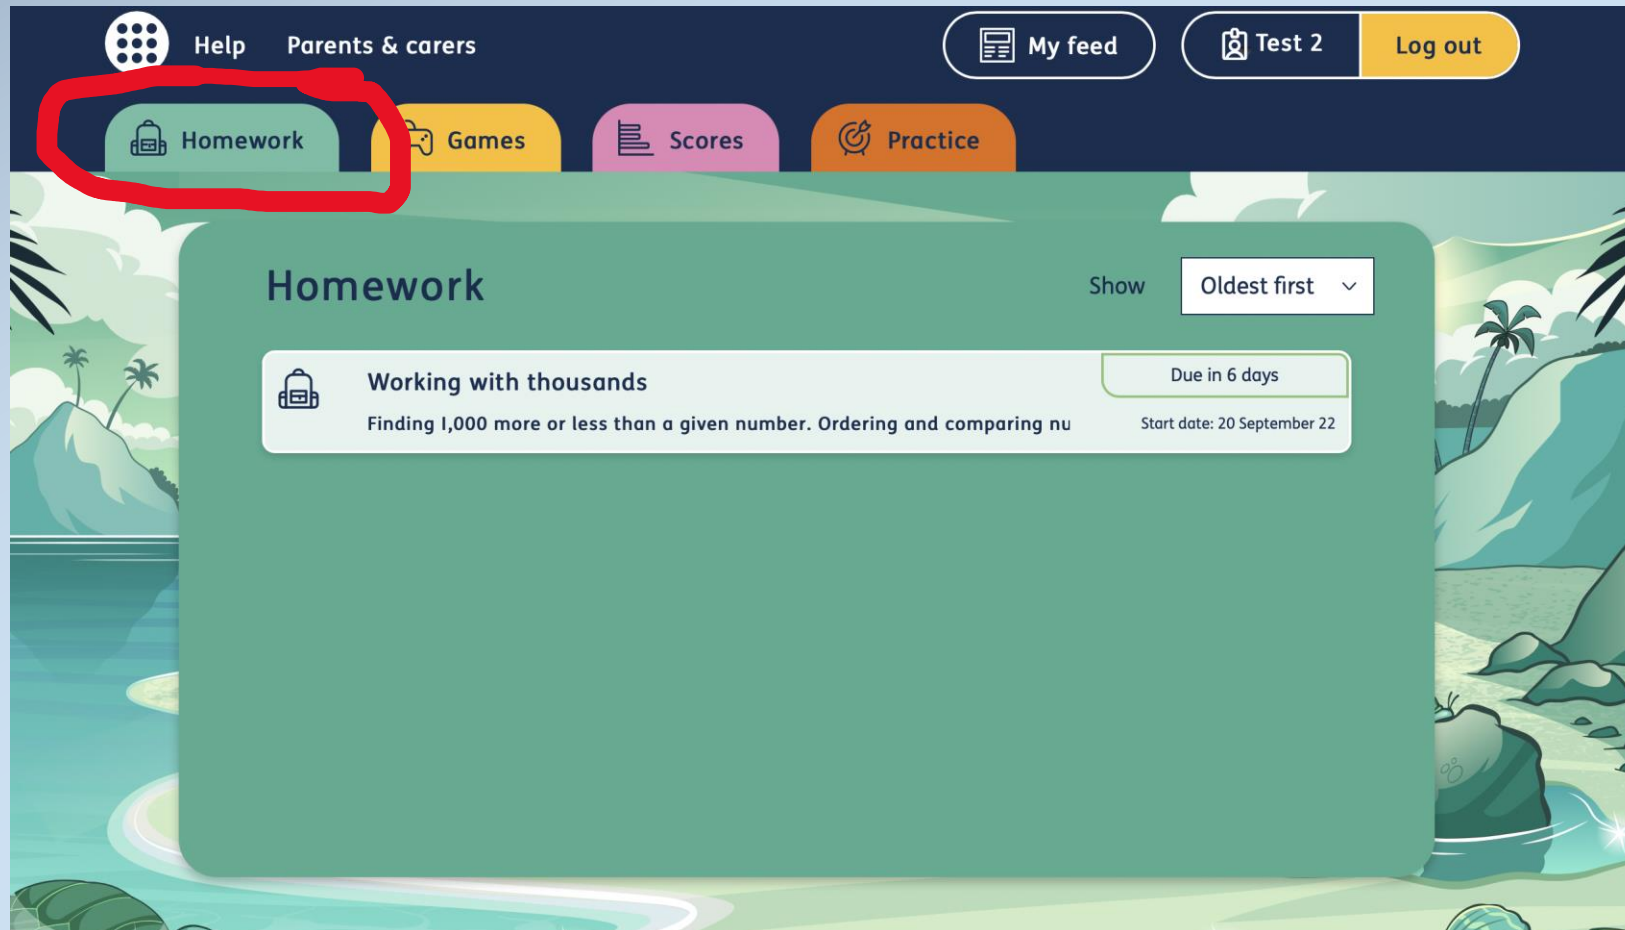 Help Parents & carers My feed Test 2 Log out
Homework Games Scores Practice
Homework Show Oldest first
Working with thousands Due in 6 days
Finding 1,000 more or less than a given number. Ordering and comparing nu Start date: 20 September 22